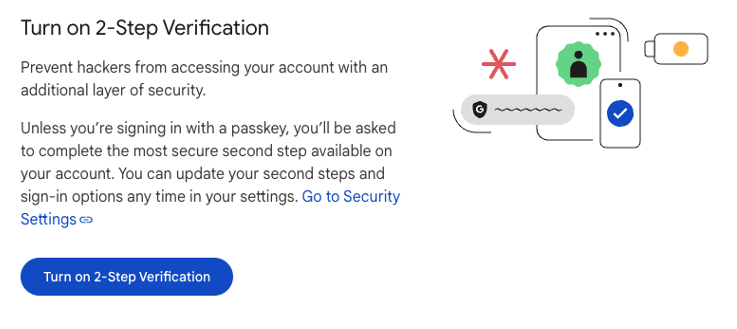 Turn on 2-Step Verification
Prevent hackers from accessing your account with an
additional layer of security.
Unless you’re signing in with a passkey, you’ll be asked
to complete the most secure second step available on
your account. You can update your second steps and
sign-in options any time in your settings. Go to Security
Settings
Turn on 2-Step Verification
G